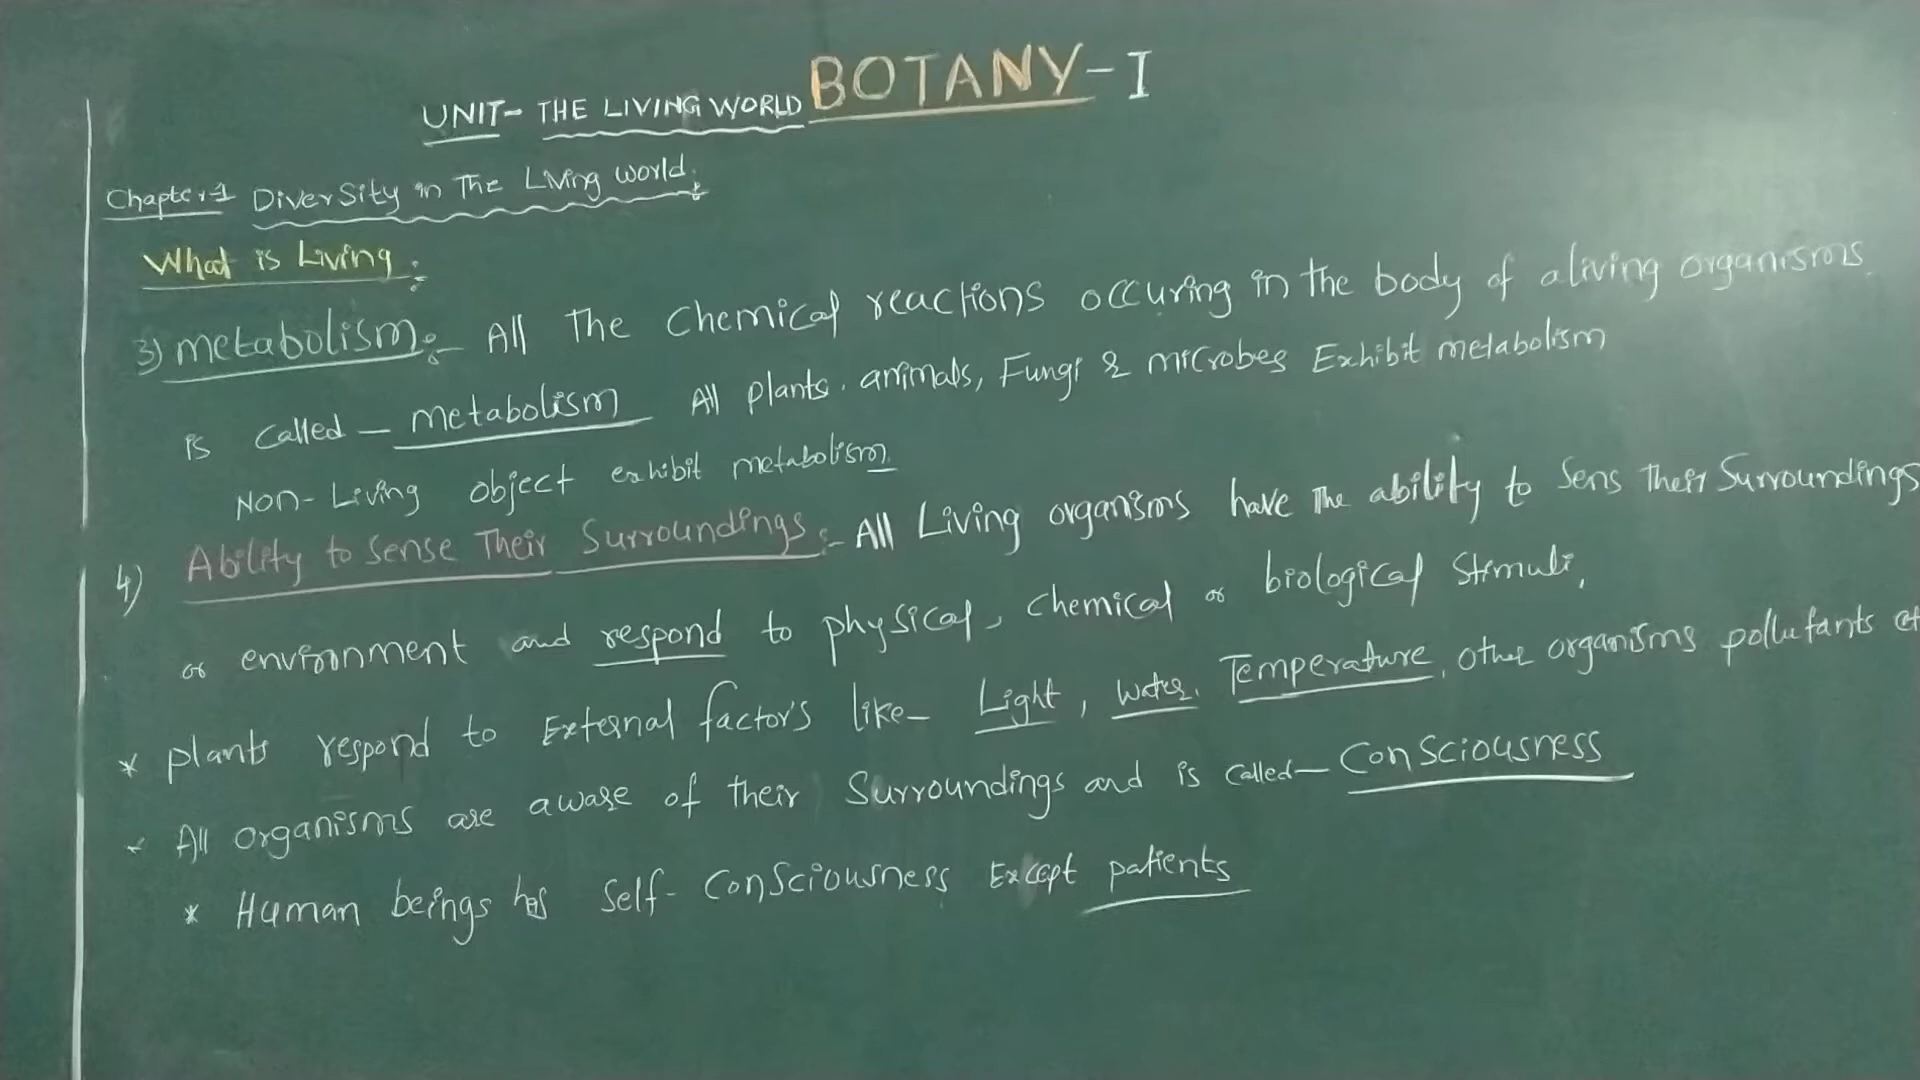 BOTANY-I
UNIT- THE LIVING WORLD
Chapter-1 Diversity in The Living world:
What is Living:
3) metabolism:- All The Chemical reactions occuring in the body of a living organisms
is called - metabolism All plants, animals, Fungi & microbes Exhibit metabolism
NON-Living object exhibit metabolism
4) Ability to sense Their Surroundings:- All Living organisms have The ability to Sens Their Surroundings
or environment and respond to physical, chemical or biological Stimuli,
* plants respond to External factors like- Light, water, Temperature, other organisms pollutants et
* All organisms are aware of their Surroundings and is called- Consciousness
* Human beings has Self-Consciousness Except patients